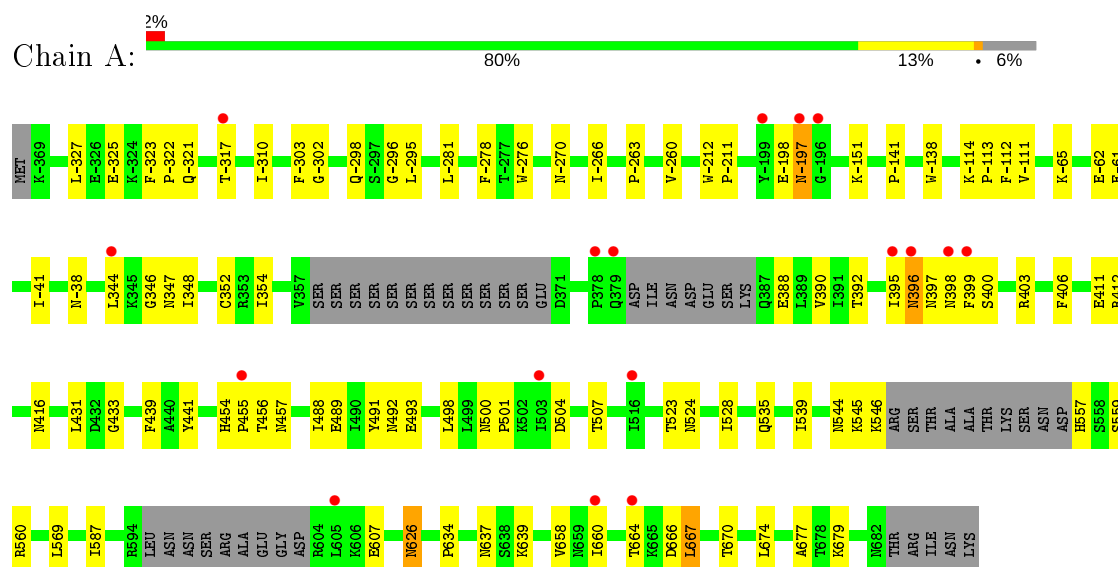 2%
Chain A:
80% 13% • 6%
MET K-369 L-327 E-326 E-325 K-324 F-323 P-322 Q-321 T-317 I-310 F-303 G-302 Q-298 S-297 G-296 L-295 L-281 F-278 T-277 W-276 N-270 I-266 P-263 V-260 W-212 P-211 Y-199 E-198 N-197 G-196 K-151 P-141 W-138 K-114 P-113 F-112 V-111 K-65 E-62
I-41 N-38 L344 K345 G346 N347 I348 C352 R353 I354 V357 SER SER SER SER SER SER SER SER SER SER SER GLU D371 P378 Q379 ASP ILE ASN ASP GLU SER LYS Q387 E388 L389 V390 I391 T392 I395 N396 N397 N398 F399 S400 R403 F406 E411
N416 L431 D432 G433 F439 A440 Y441 H454 P455 T456 N457 I488 E489 I490 Y491 N492 E493 L498 L499 N500 P501 K502 I503 D504 T507 I516 T523 N524 I528 Q535 I539 N544 K545 K546 ARG SER THR ALA ALA THR LYS SER ASN ASP H557 S558 S559
R560 L569 I587 R594 LEU ASN ASN SER ARG ALA GLU GLY ASP R604 L605 K606 E607 N626 P634 N637 S638 K639 V658 N659 I660 T664 K665 D666 L667 T670 L674 A677 T678 K679 N682 THR ARG ILE ASN LYS